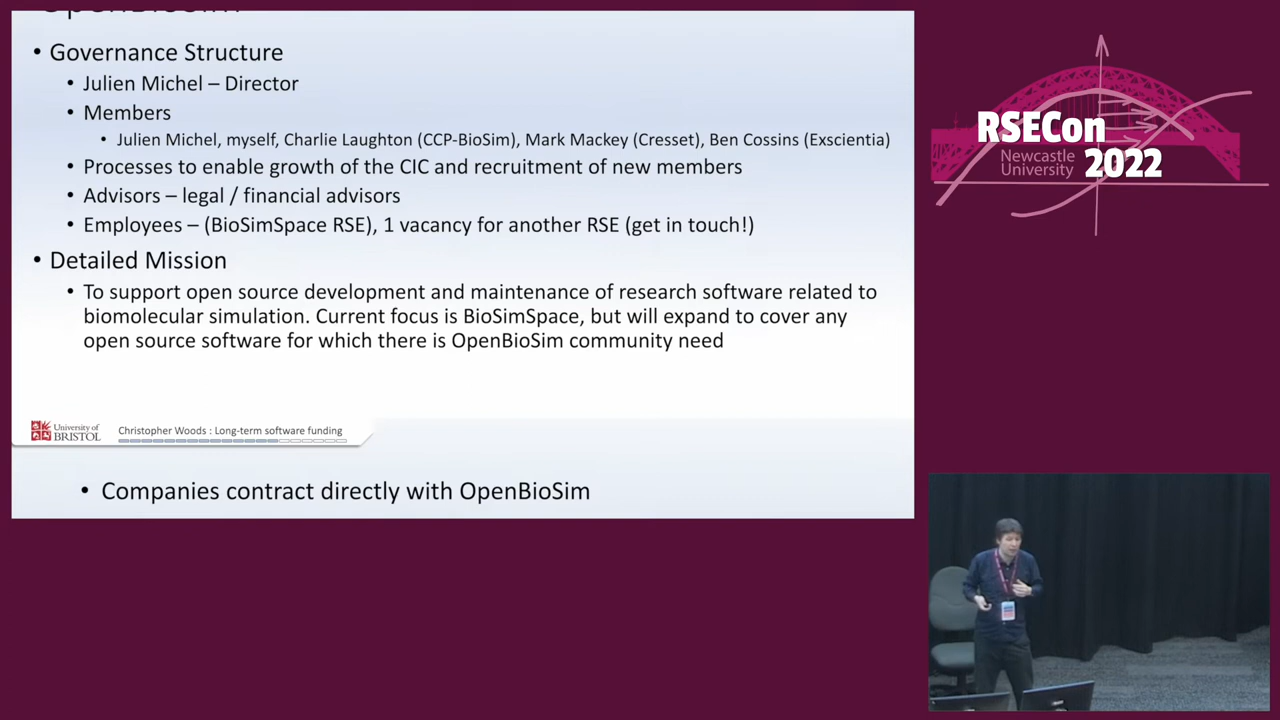 OpenBioSim
• Governance Structure
• Julien Michel – Director
• Members
• Julien Michel, myself, Charlie Laughton (CCP-BioSim), Mark Mackey (Cresset), Ben Cossins (Exscientia)
• Processes to enable growth of the CIC and recruitment of new members
• Advisors – legal / financial advisors
• Employees – (BioSimSpace RSE), 1 vacancy for another RSE (get in touch!)
• Detailed Mission
• To support open source development and maintenance of research software related to
biomolecular simulation. Current focus is BioSimSpace, but will expand to cover any
open source software for which there is OpenBioSim community need
University of
BRISTOL
Christopher Woods : Long-term software funding
• Companies contract directly with OpenBioSim
RSECon
Newcastle
University
2022